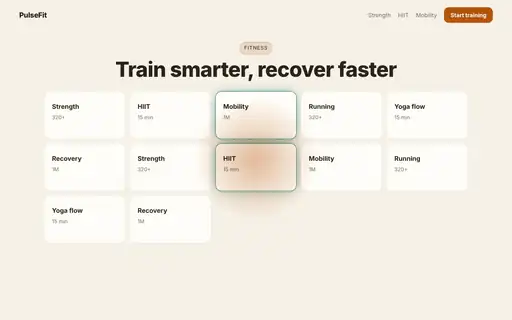 PulseFit
Strength HIIT Mobility Start training
FITNESS
Train smarter, recover faster
Strength
320+
HIIT
15 min
Mobility
1M
Running
320+
Yoga flow
15 min
Recovery
1M
Strength
320+
HIIT
15 min
Mobility
1M
Running
320+
Yoga flow
15 min
Recovery
1M